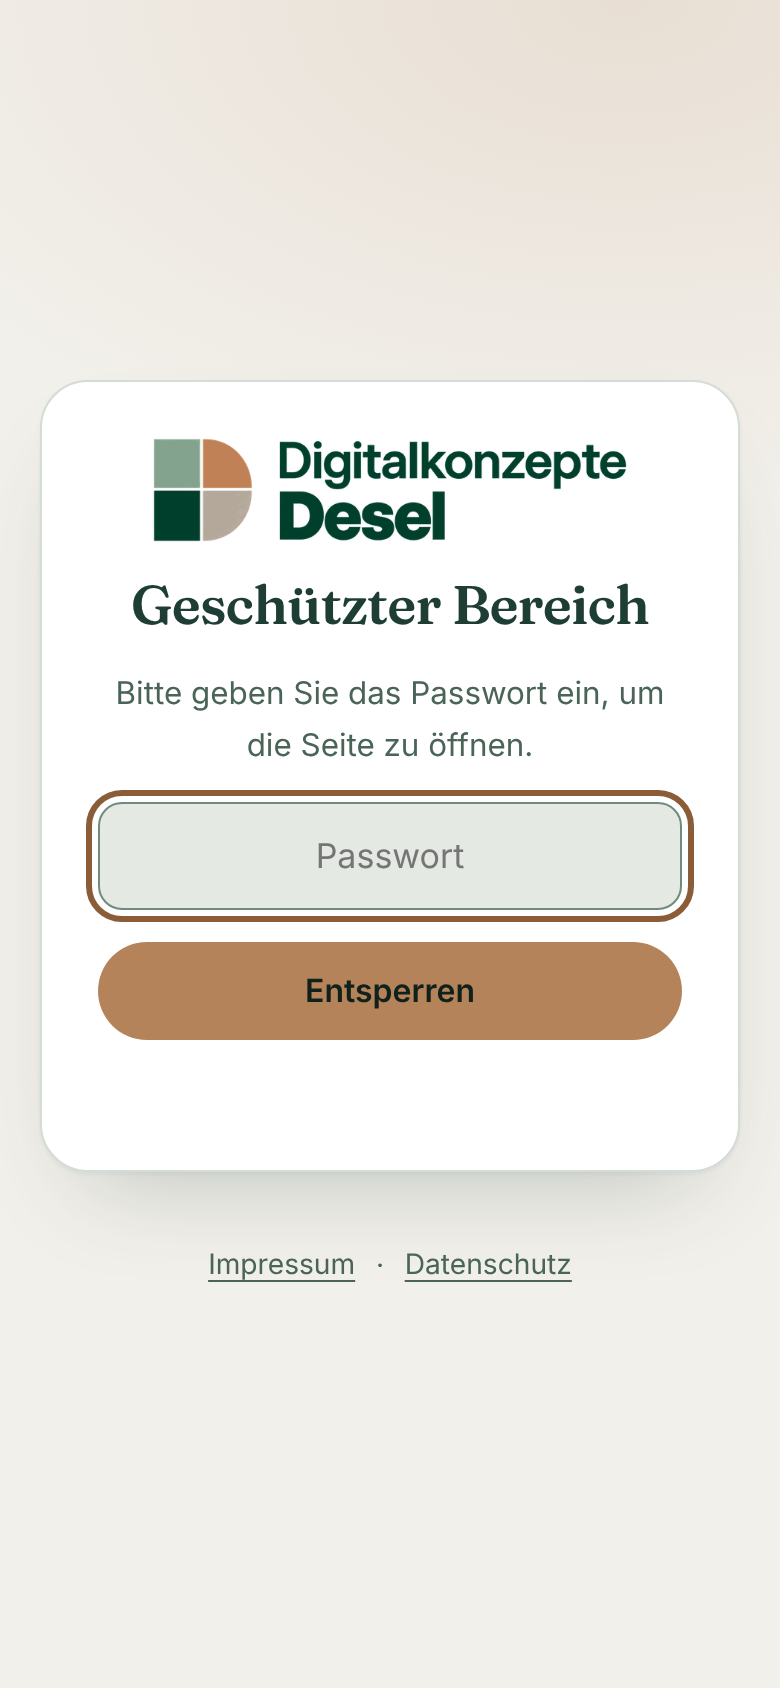 Digitalkonzepte
Desel
Geschützter Bereich
Bitte geben Sie das Passwort ein, um
die Seite zu öffnen.
Passwort
Entsperren
Impressum · Datenschutz